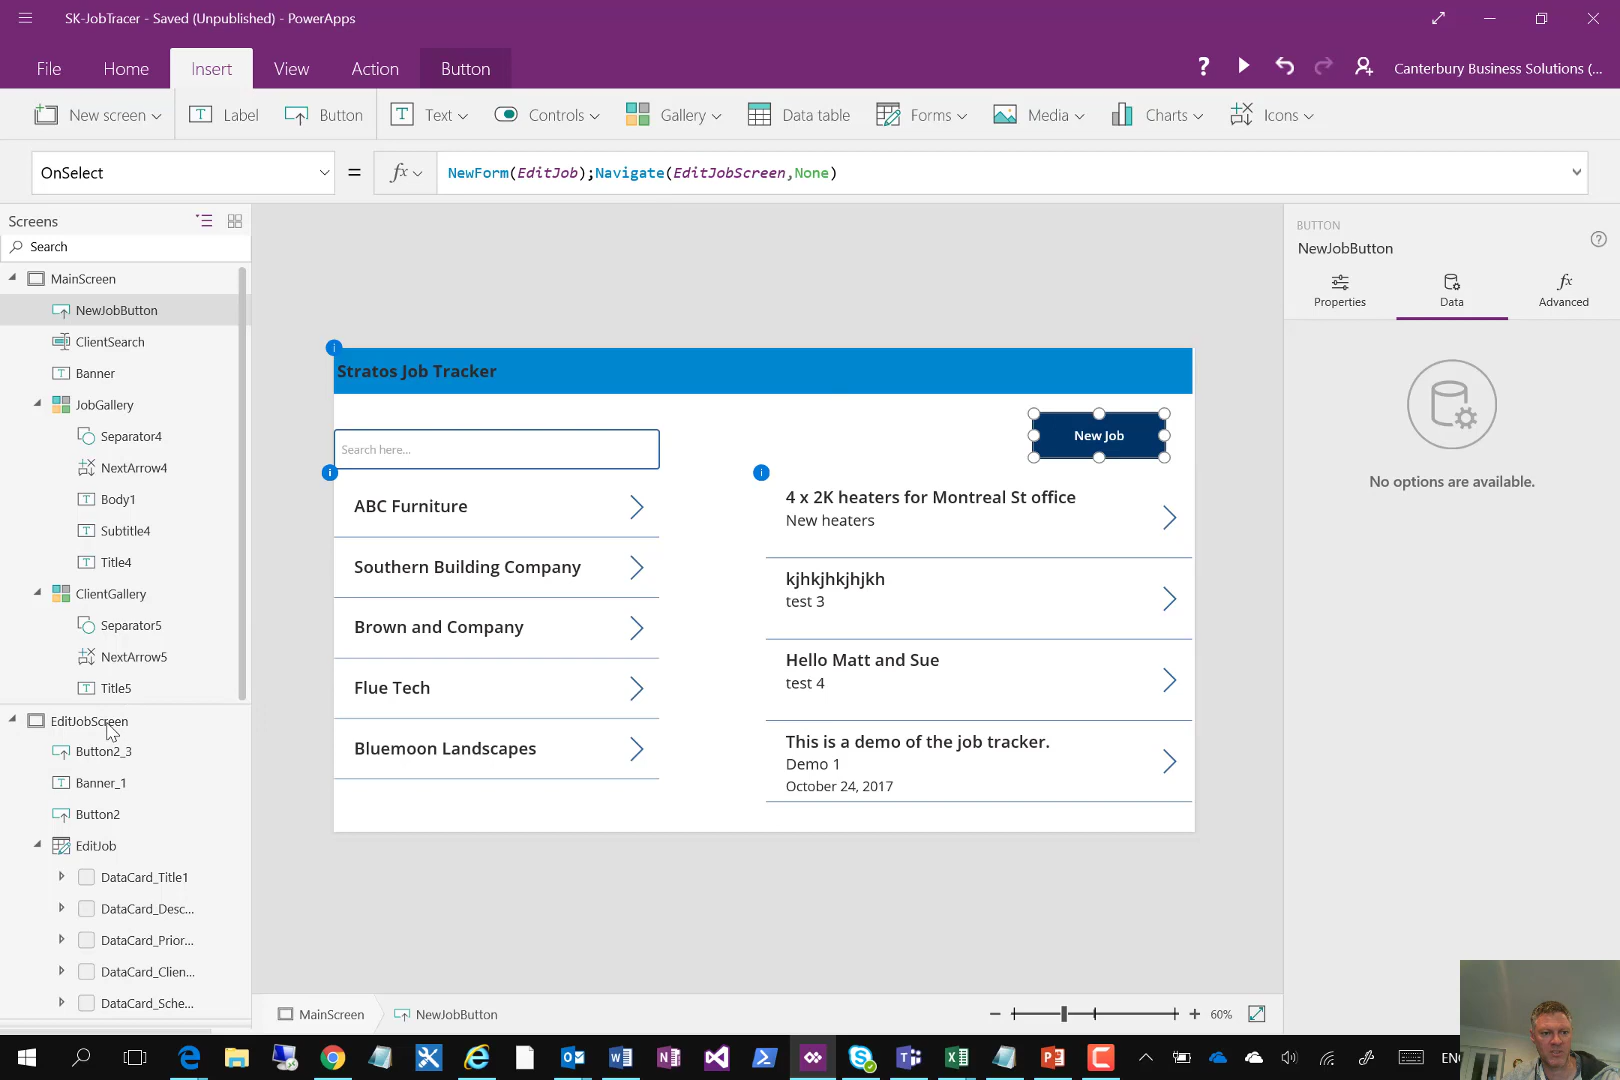 SK-JobTracer - Saved (Unpublished) - PowerApps
File Home Insert View Action Button
? Canterbury Business Solutions (...
New screen Label Button Text Controls Gallery Data table Forms Media Charts Icons
OnSelect = fx NewForm(EditJob);Navigate(EditJobScreen,None)
Screens
Search
MainScreen
NewJobButton
ClientSearch
Banner
JobGallery
Separator4
NextArrow4
Body1
Subtitle4
Title4
ClientGallery
Separator5
NextArrow5
Title5
EditJobScreen
Button2_3
Banner_1
Button2
EditJob
DataCard_Title1
DataCard_Desc...
DataCard_Prior...
DataCard_Clien...
DataCard_Sche...
Stratos Job Tracker
New Job
Search here...
ABC Furniture
Southern Building Company
Brown and Company
Flue Tech
Bluemoon Landscapes
4 x 2K heaters for Montreal St office
New heaters
kjhkjhkjhjkh
test 3
Hello Matt and Sue
test 4
This is a demo of the job tracker.
Demo 1
October 24, 2017
BUTTON
NewJobButton
Properties Data Advanced
No options are available.
MainScreen NewJobButton
60%
ENG